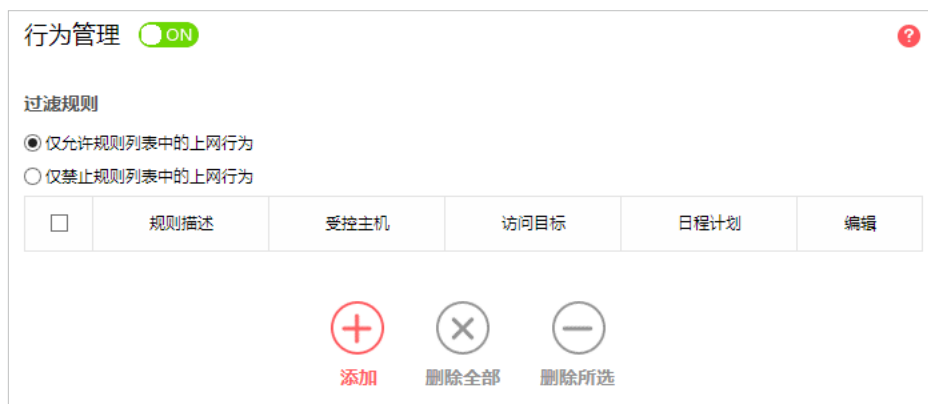 行为管理 ON ?
过滤规则
仅允许规则列表中的上网行为
仅禁止规则列表中的上网行为
规则描述 受控主机 访问目标 日程计划 编辑
添加 删除全部 删除所选